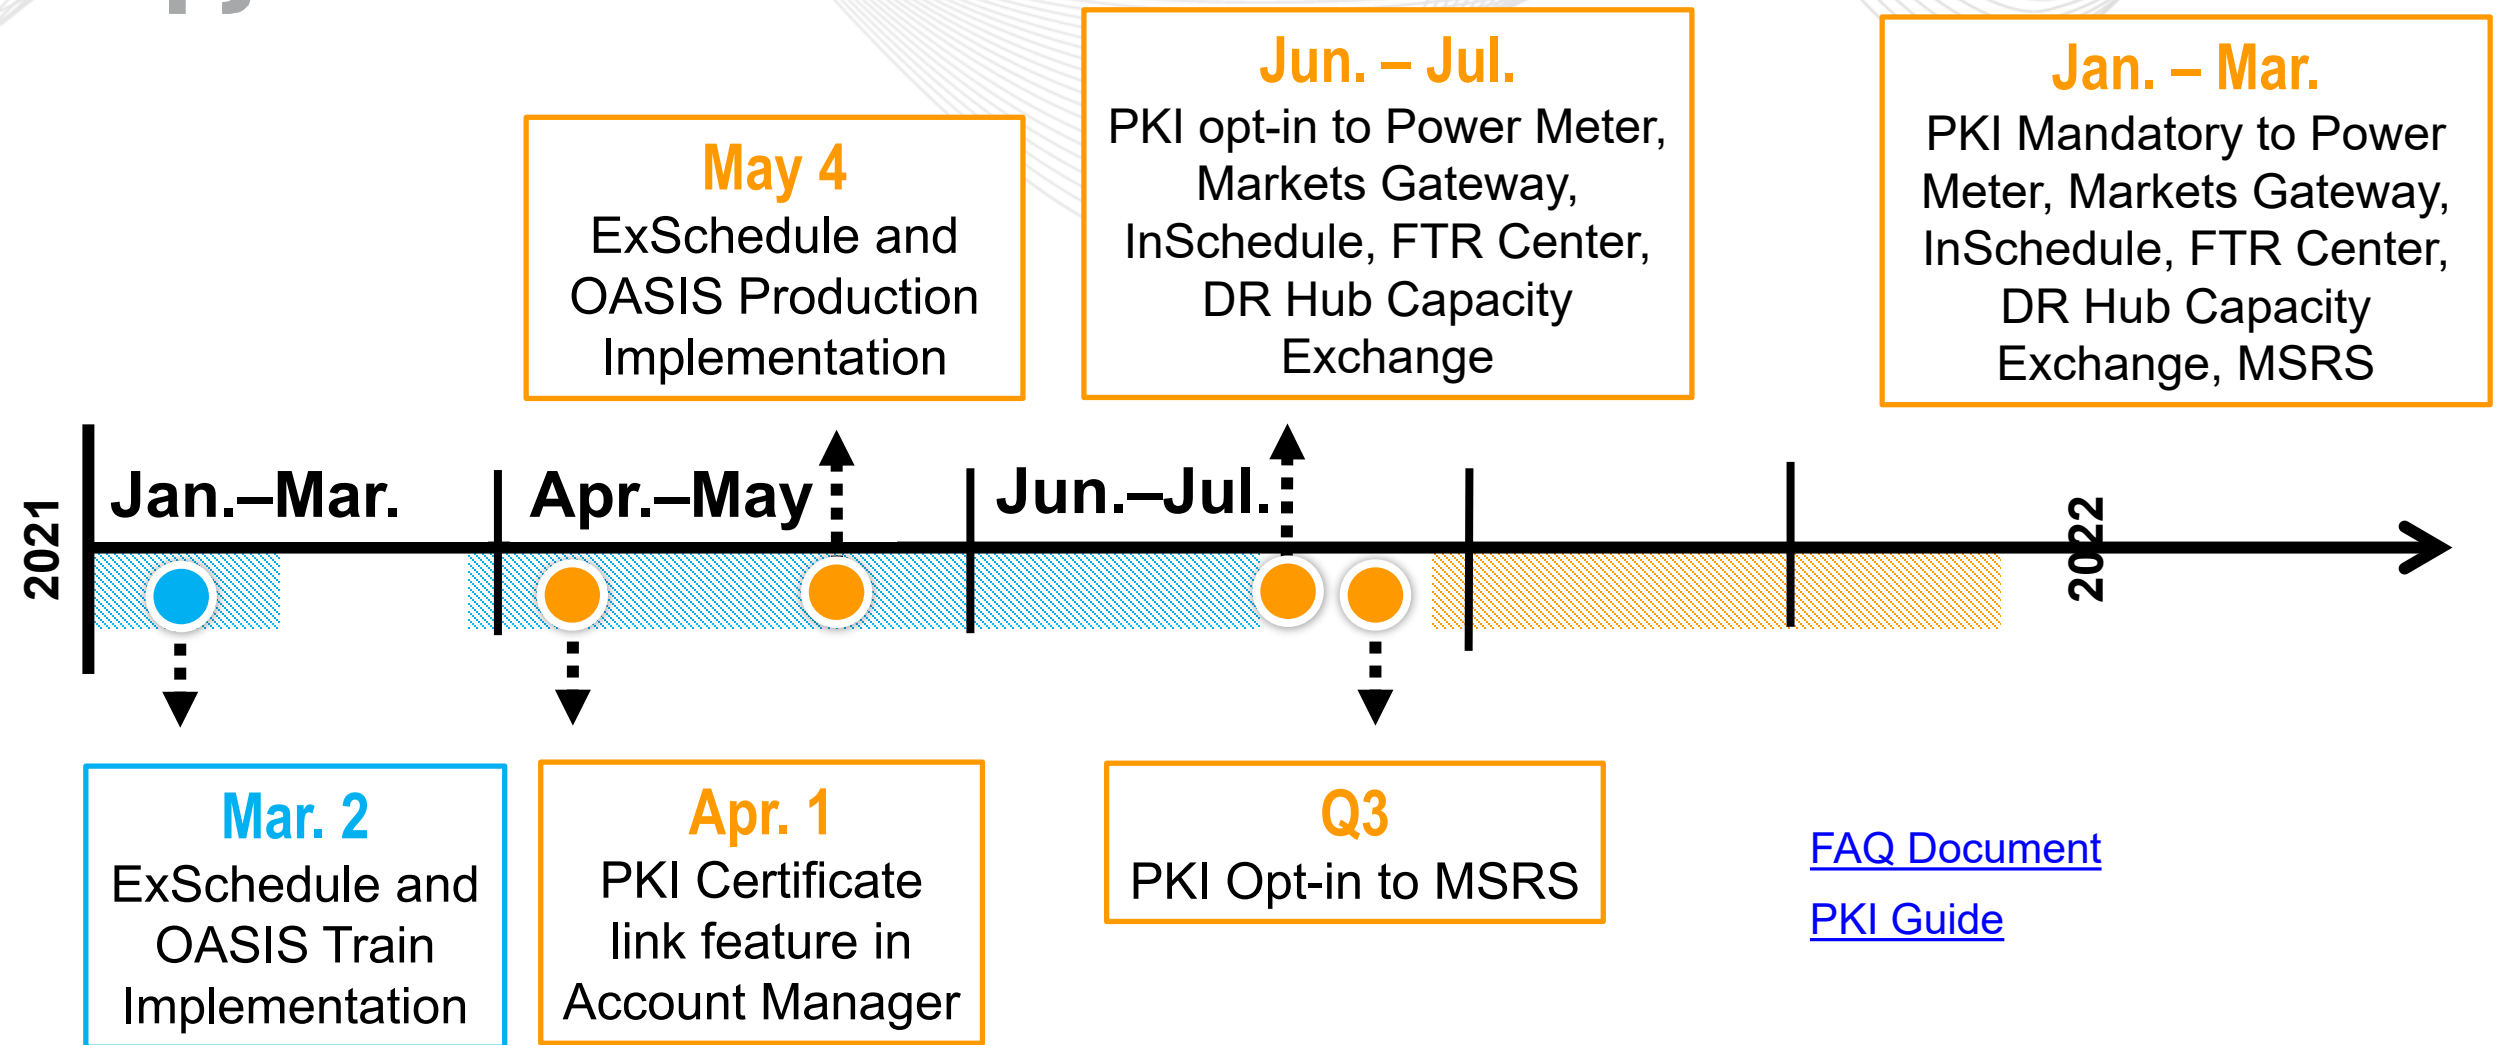 Jun. – Jul.
PKI opt-in to Power Meter,
Markets Gateway,
InSchedule, FTR Center,
DR Hub Capacity
Exchange
Jan. – Mar.
PKI Mandatory to Power
Meter, Markets Gateway,
InSchedule, FTR Center,
DR Hub Capacity
Exchange, MSRS
May 4
ExSchedule and
OASIS Production
Implementation
2021
Jan.–Mar.
Apr.–May
Jun.–Jul.
2022
Mar. 2
ExSchedule and
OASIS Train
Implementation
Apr. 1
PKI Certificate
link feature in
Account Manager
Q3
PKI Opt-in to MSRS
FAQ Document
PKI Guide